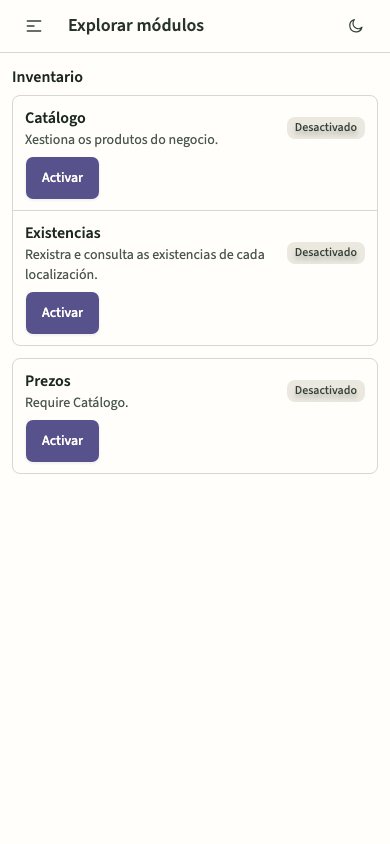 Explorar módulos
Inventario
Catálogo
Xestiona os produtos do negocio.
Desactivado
Activar
Existencias
Rexistra e consulta as existencias de cada
localización.
Desactivado
Activar
Prezos
Require Catálogo.
Desactivado
Activar